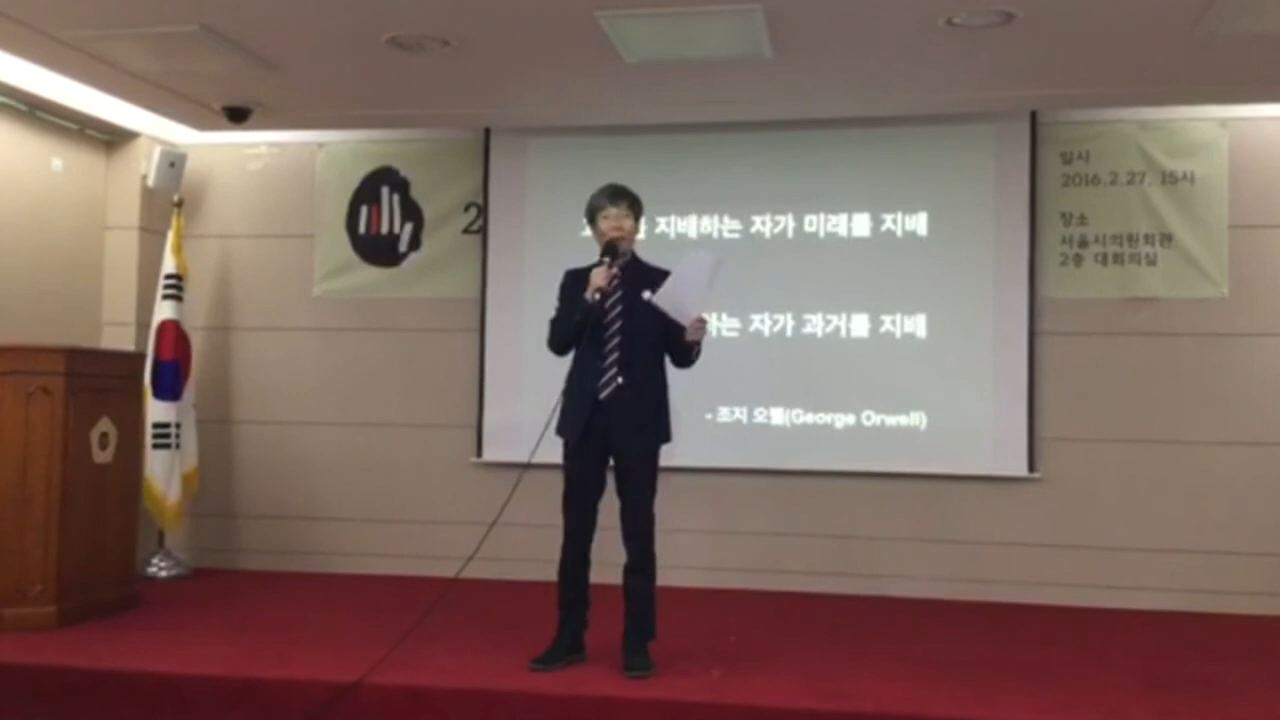 2
지배하는 자가 미래를 지배
하는 자가 과거를 지배
- 조지 오웰(George Orwell)
일시
2016.2.27. 15시
장소
서울시의원회관
2층 대회의실